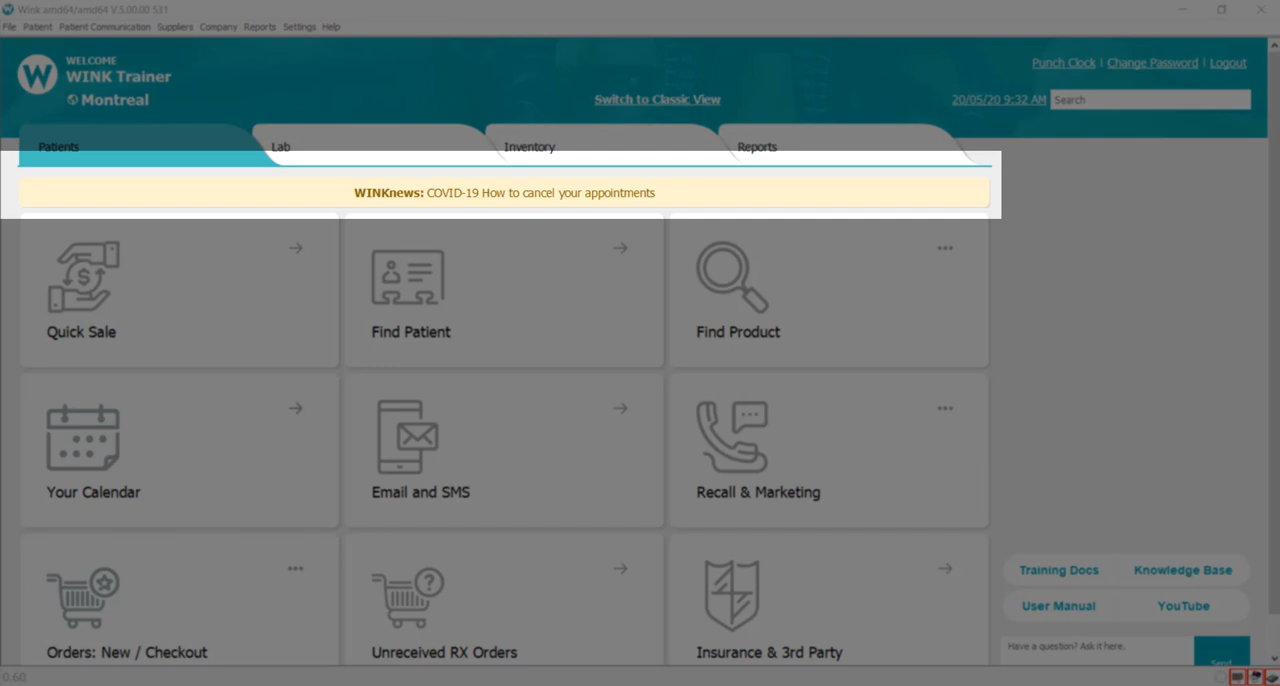 Wink amd64/amd64 V.5.00.00 531
File Patient Patient Communication Suppliers Company Reports Settings Help
W
WELCOME
WINK Trainer
Montreal
Switch to Classic View
Punch Clock | Change Password | Logout
20/05/20 9:32 AM Search
Patients Lab Inventory Reports
WINKnews: COVID-19 How to cancel your appointments
Quick Sale
Find Patient
Find Product
Your Calendar
Email and SMS
Recall & Marketing
Orders: New / Checkout
Unreceived RX Orders
Insurance & 3rd Party
Training Docs Knowledge Base
User Manual YouTube
Have a question? Ask it here.
Send
0.60